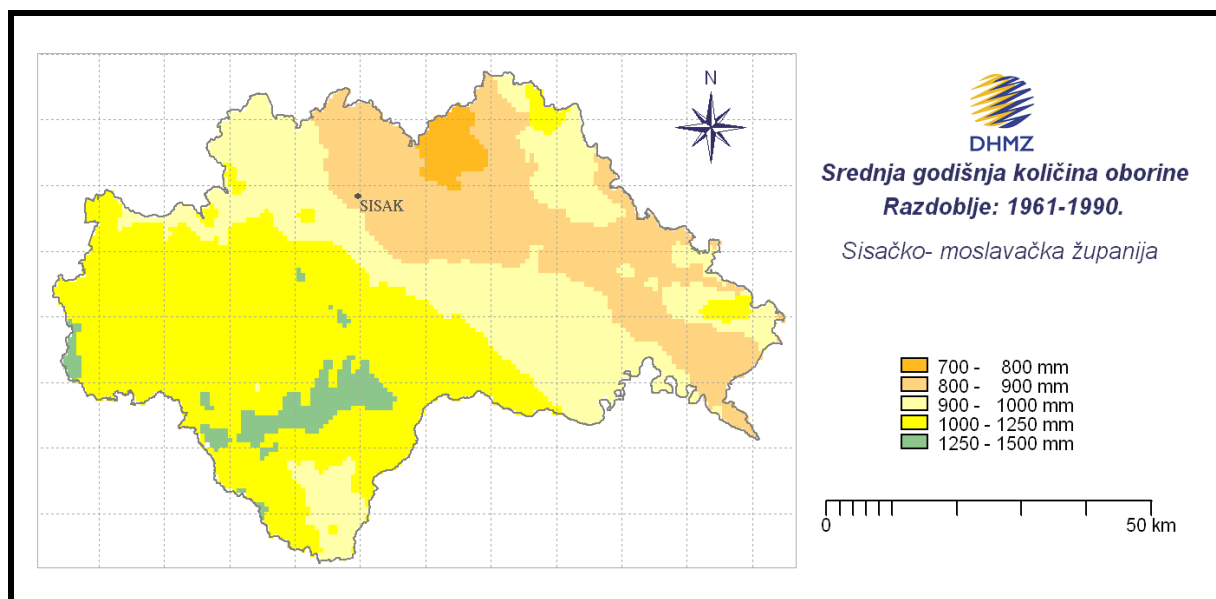 N
SISAK
DHMZ
Srednja godišnja količina oborine
Razdoblje: 1961-1990.
Sisačko- moslavačka županija
700 - 800 mm
800 - 900 mm
900 - 1000 mm
1000 - 1250 mm
1250 - 1500 mm
0 50 km